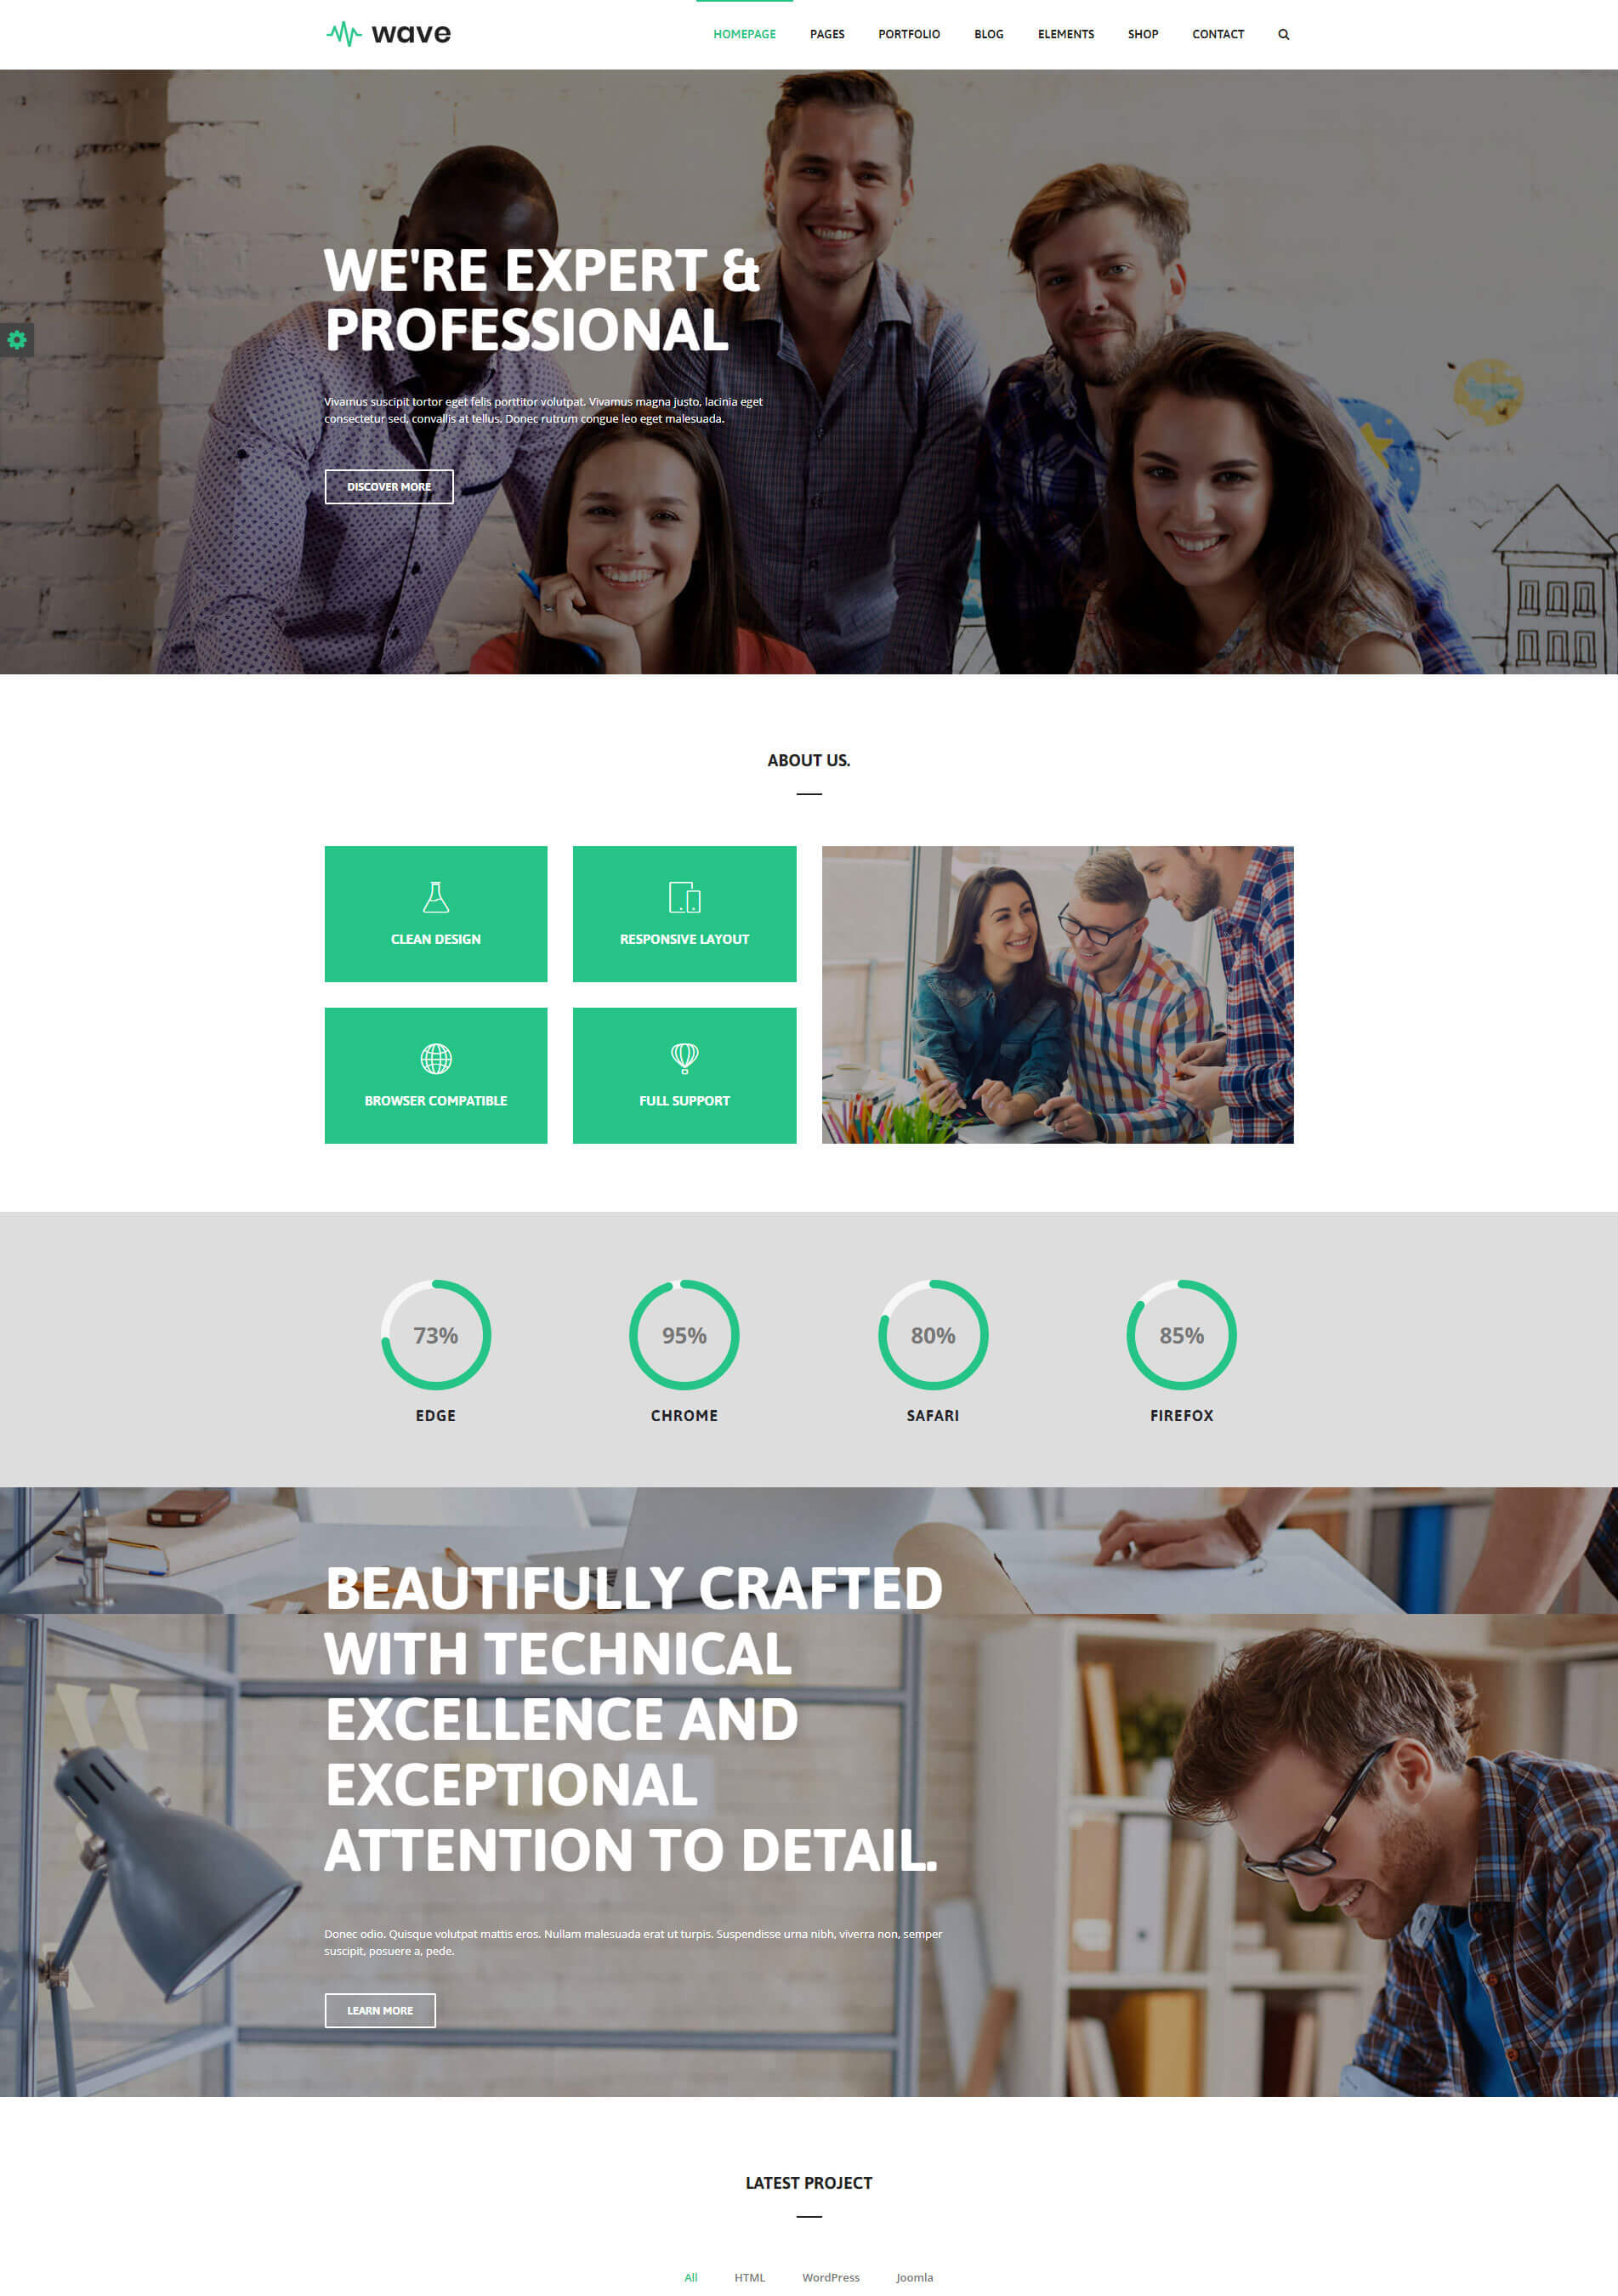 wave
HOMEPAGE PAGES PORTFOLIO BLOG ELEMENTS SHOP CONTACT
WE'RE EXPERT &
PROFESSIONAL
Vivamus suscipit tortor eget felis porttitor volutpat. Vivamus magna justo, lacinia eget
consectetur sed, convallis at tellus. Donec rutrum congue leo eget malesuada.
DISCOVER MORE
ABOUT US.
CLEAN DESIGN
RESPONSIVE LAYOUT
BROWSER COMPATIBLE
FULL SUPPORT
73% 95% 80% 85%
EDGE CHROME SAFARI FIREFOX
BEAUTIFULLY CRAFTED
WITH TECHNICAL
EXCELLENCE AND
EXCEPTIONAL
ATTENTION TO DETAIL.
Donec odio. Quisque volutpat mattis eros. Nullam malesuada erat ut turpis. Suspendisse urna nibh, viverra non, semper
suscipit, posuere a, pede.
LEARN MORE
LATEST PROJECT
All HTML WordPress Joomla